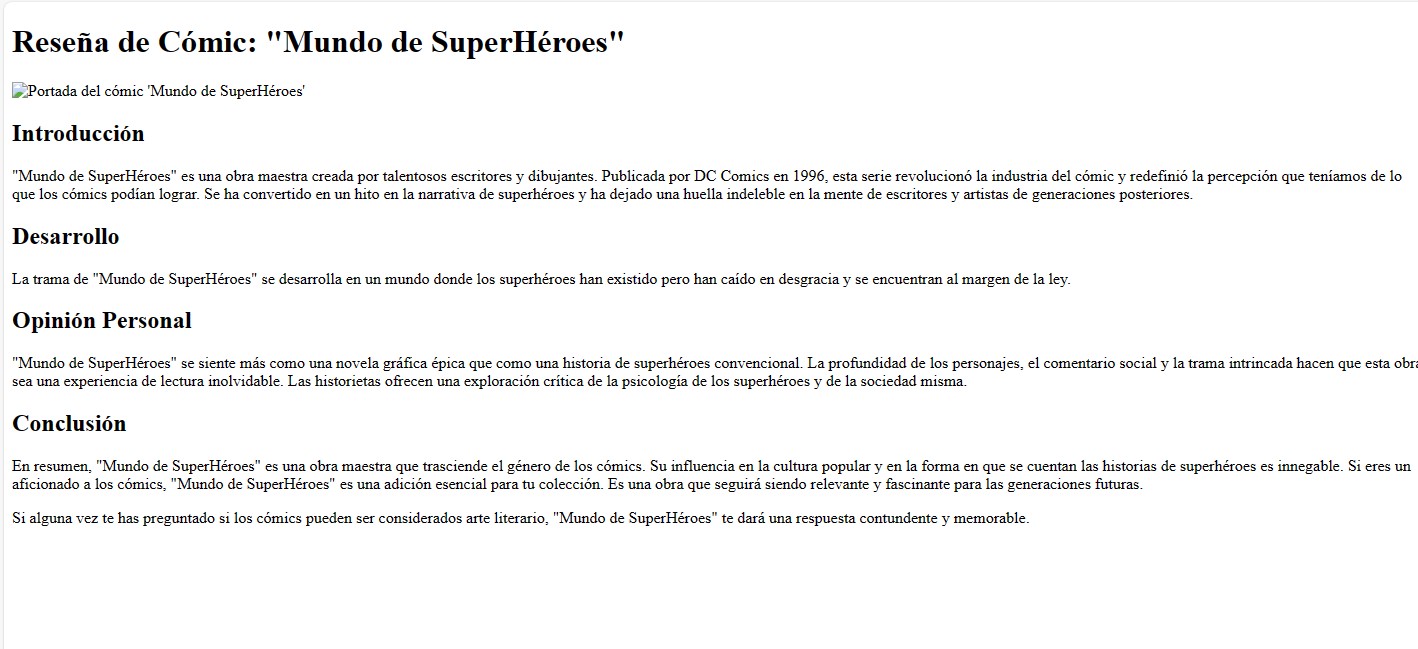 Reseña de Cómic: "Mundo de SuperHéroes"
Portada del cómic 'Mundo de SuperHéroes'
Introducción
"Mundo de SuperHéroes" es una obra maestra creada por talentosos escritores y dibujantes. Publicada por DC Comics en 1996, esta serie revolucionó la industria del cómic y redefinió la percepción que teníamos de lo
que los cómics podían lograr. Se ha convertido en un hito en la narrativa de superhéroes y ha dejado una huella indeleble en la mente de escritores y artistas de generaciones posteriores.
Desarrollo
La trama de "Mundo de SuperHéroes" se desarrolla en un mundo donde los superhéroes han existido pero han caído en desgracia y se encuentran al margen de la ley.
Opinión Personal
"Mundo de SuperHéroes" se siente más como una novela gráfica épica que como una historia de superhéroes convencional. La profundidad de los personajes, el comentario social y la trama intrincada hacen que esta obra
sea una experiencia de lectura inolvidable. Las historietas ofrecen una exploración crítica de la psicología de los superhéroes y de la sociedad misma.
Conclusión
En resumen, "Mundo de SuperHéroes" es una obra maestra que trasciende el género de los cómics. Su influencia en la cultura popular y en la forma en que se cuentan las historias de superhéroes es innegable. Si eres un
aficionado a los cómics, "Mundo de SuperHéroes" es una adición esencial para tu colección. Es una obra que seguirá siendo relevante y fascinante para las generaciones futuras.
Si alguna vez te has preguntado si los cómics pueden ser considerados arte literario, "Mundo de SuperHéroes" te dará una respuesta contundente y memorable.